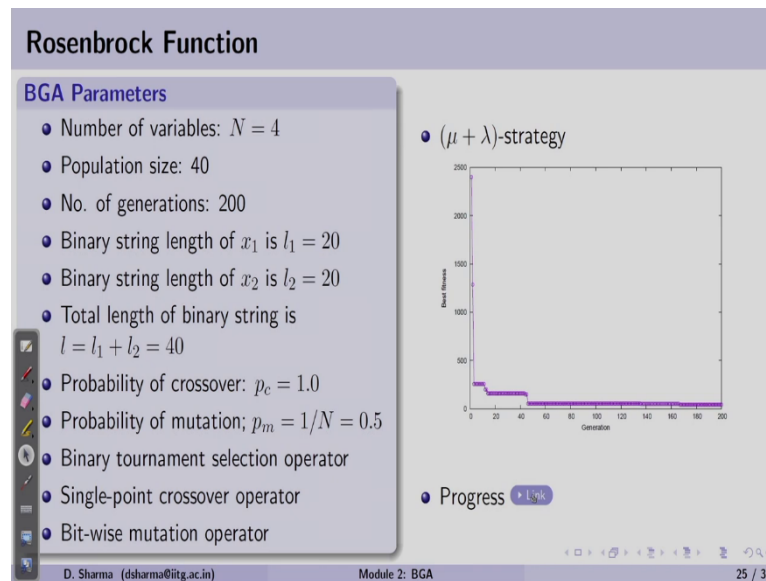 Rosenbrock Function
BGA Parameters
Number of variables: N = 4
Population size: 40
No. of generations: 200
Binary string length of x₁ is l₁ = 20
Binary string length of x₂ is l₂ = 20
Total length of binary string is
l = l₁ + l₂ = 40
Probability of crossover: p_c = 1.0
Probability of mutation; p_m = 1/N = 0.5
Binary tournament selection operator
Single-point crossover operator
Bit-wise mutation operator
(μ + λ)-strategy
2500
2000
1500
1000
500
0
Best fitness
0 20 40 60 80 100 120 140 160 180 200
Generation
Progress Link
D. Sharma (dsharma@iitg.ac.in) Module 2: BGA 25 / 3